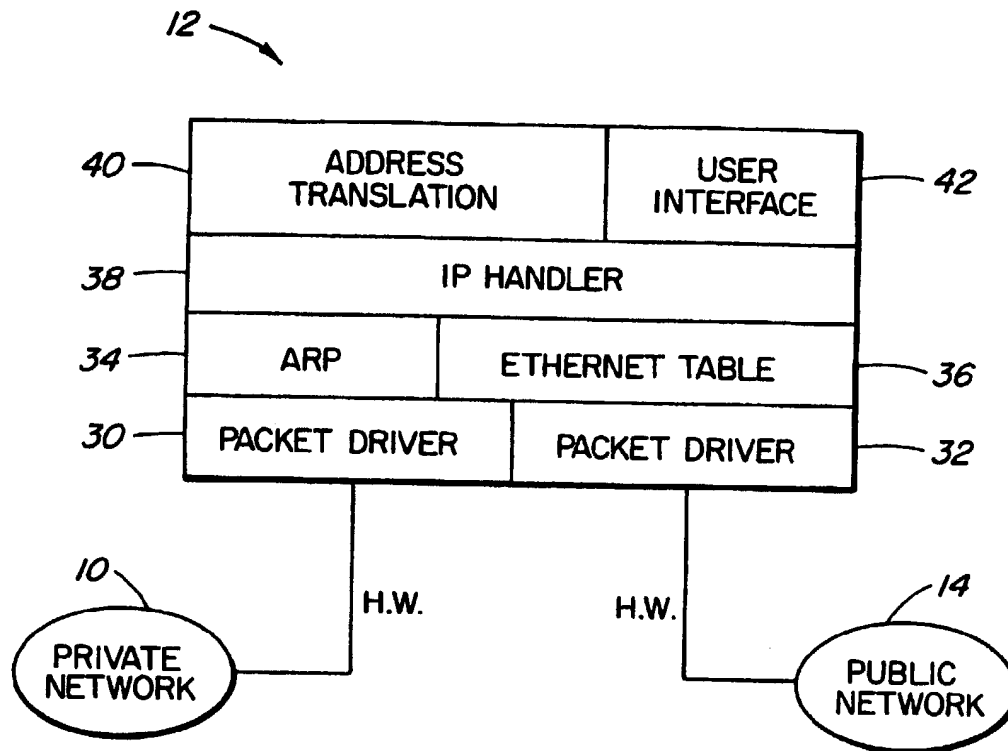 12
40
ADDRESS
TRANSLATION
USER
INTERFACE
42
38
IP HANDLER
34
ARP
ETHERNET TABLE
36
30
PACKET DRIVER
PACKET DRIVER
32
10
H.W.
H.W.
14
PRIVATE
NETWORK
PUBLIC
NETWORK